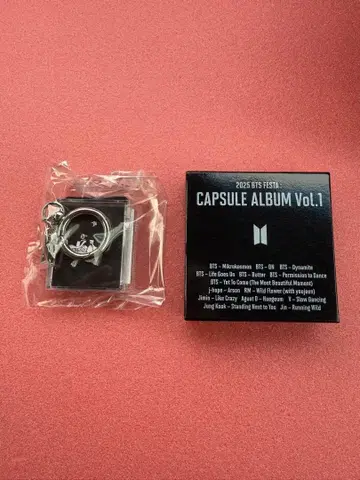 2025 BTS FESTA
CAPSULE ALBUM Vol.1
BTS - Mikrokosmos BTS - ON BTS - Dynamite
BTS - Life Goes On BTS - Butter BTS - Permission to Dance
BTS - Yet To Come (The Most Beautiful Moment)
j-hope - Arson RM - Wild Flower (with youjeen)
Jimin - Like Crazy Agust D - Haegeum V - Slow Dancing
Jung Kook - Standing Next to You Jin - Running Wild